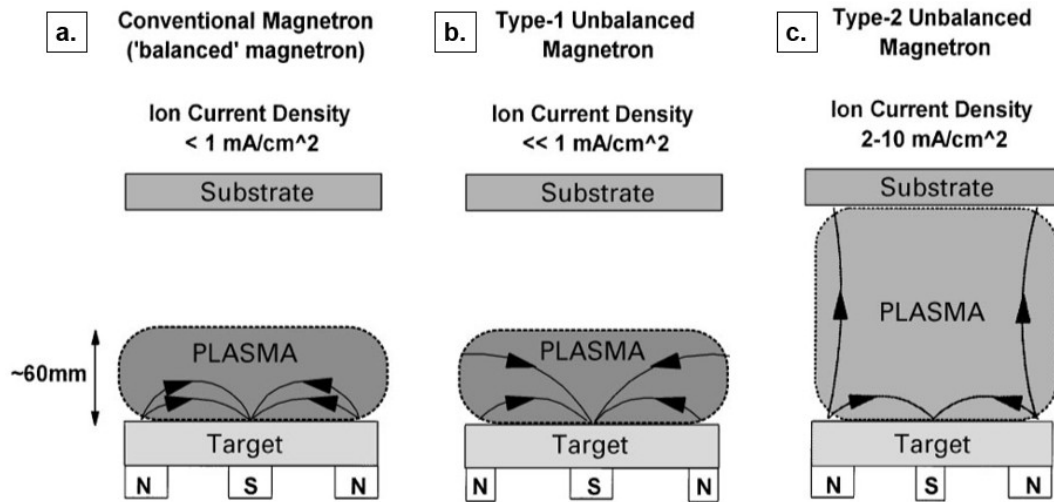 a.
Conventional Magnetron
('balanced' magnetron)
Ion Current Density
< 1 mA/cm^2
Substrate
~60mm
PLASMA
Target
N S N
b.
Type-1 Unbalanced
Magnetron
Ion Current Density
<< 1 mA/cm^2
Substrate
PLASMA
Target
N S N
c.
Type-2 Unbalanced
Magnetron
Ion Current Density
2-10 mA/cm^2
Substrate
PLASMA
Target
N S N